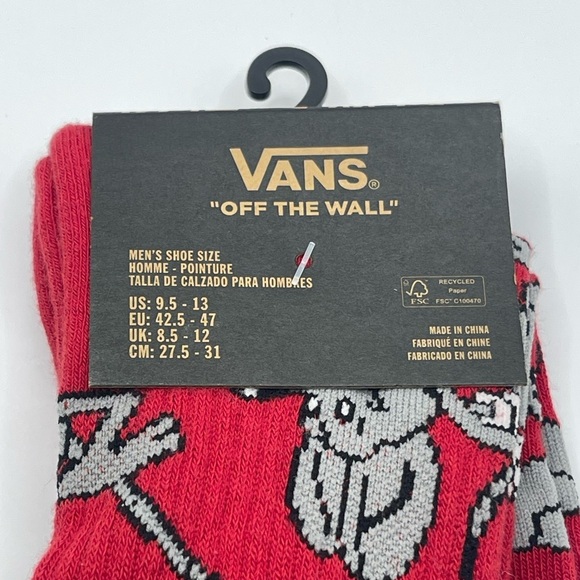 VANS®
"OFF THE WALL"
MEN'S SHOE SIZE
HOMME - POINTURE
TALLA DE CALZADO PARA HOMBRES
US: 9.5 - 13
EU: 42.5 - 47
UK: 8.5 - 12
CM: 27.5 - 31
FSC
RECYCLED
Paper
FSC® C100470
MADE IN CHINA
FABRIQUÉ EN CHINE
FABRICADO EN CHINA